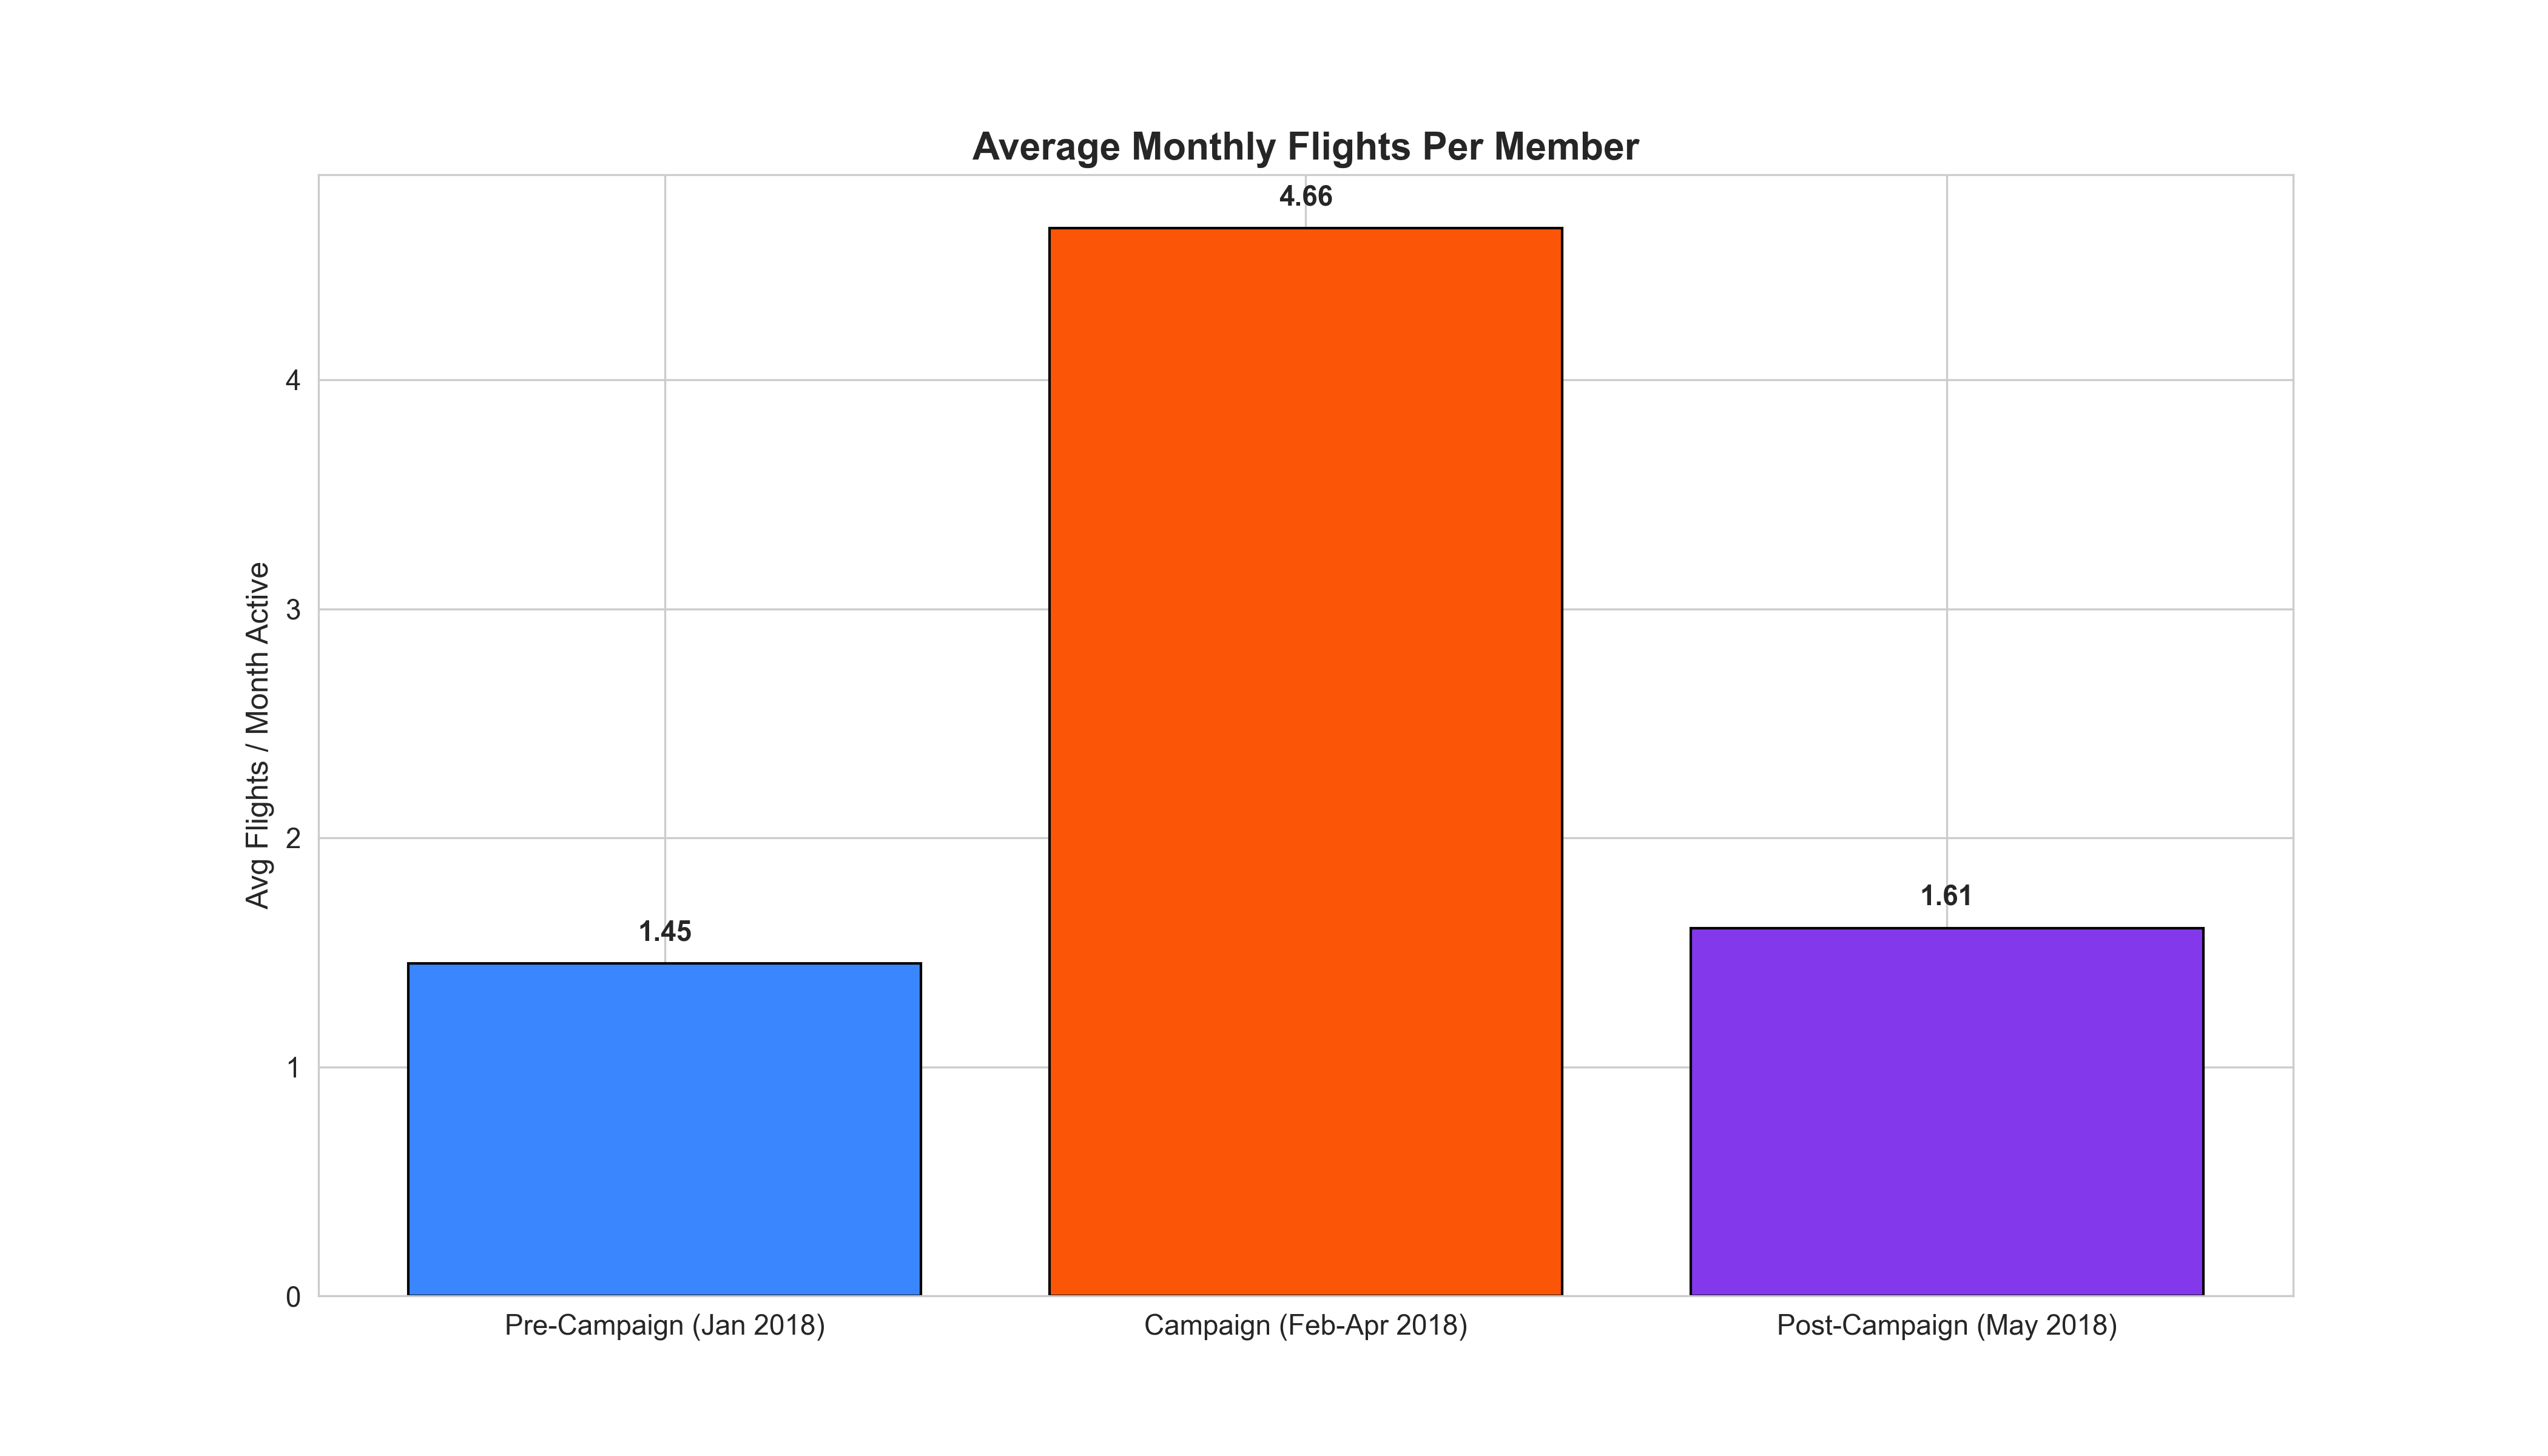 Average Monthly Flights Per Member
4.66
4
3
2
1
0
Avg Flights / Month Active
1.45
1.61
Pre-Campaign (Jan 2018)
Campaign (Feb-Apr 2018)
Post-Campaign (May 2018)